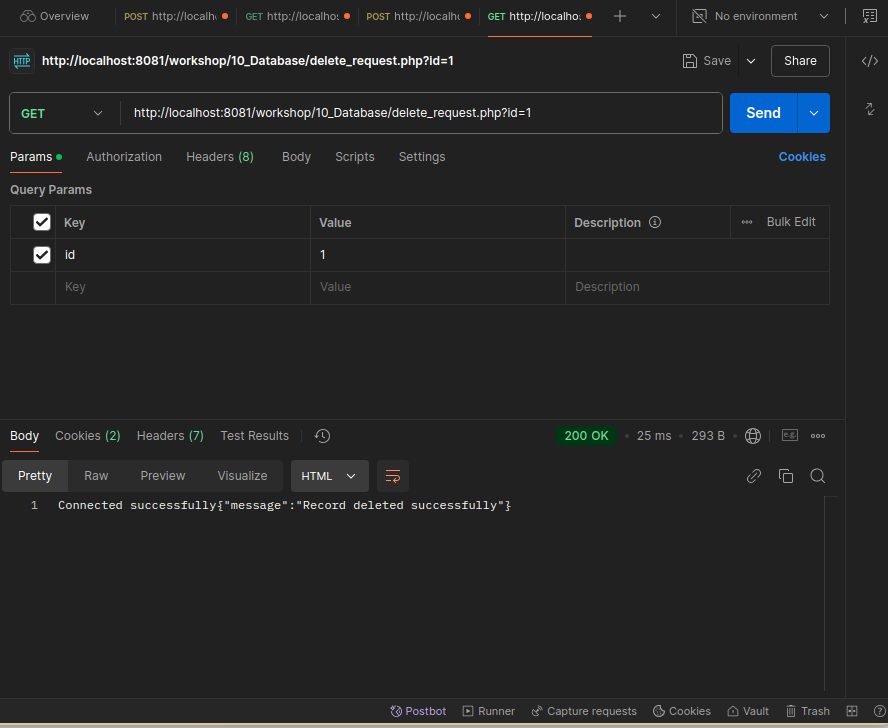 Overview POST http://localh GET http://localhos POST http://localhc GET http://localho: No environment
http://localhost:8081/workshop/10_Database/delete_request.php?id=1 Save Share
GET http://localhost:8081/workshop/10_Database/delete_request.php?id=1 Send
Params Authorization Headers (8) Body Scripts Settings Cookies
Query Params
Key Value Description Bulk Edit
id 1
Key Value Description
Body Cookies (2) Headers (7) Test Results 200 OK 25 ms 293 B e.g.
Pretty Raw Preview Visualize HTML
1 Connected successfully{"message":"Record deleted successfully"}
Postbot Runner Capture requests Cookies Vault Trash